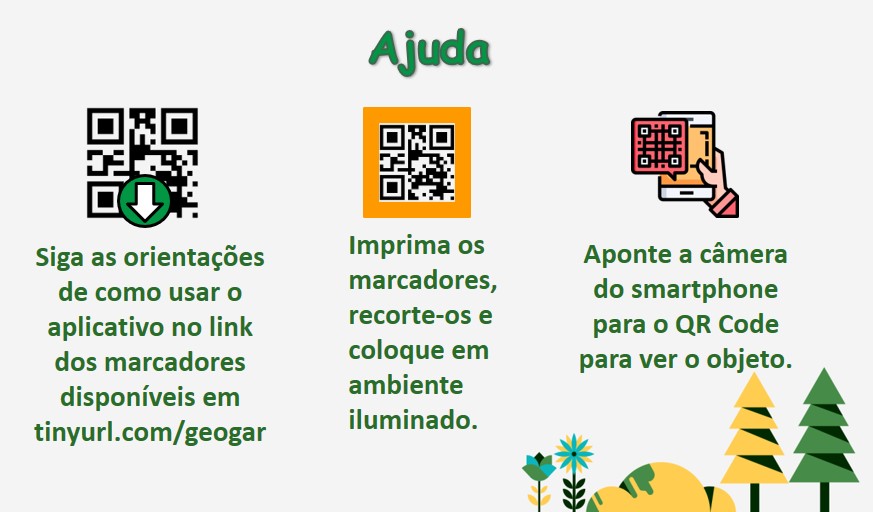 Ajuda
Siga as orientações
de como usar o
aplicativo no link
dos marcadores
disponíveis em
tinyurl.com/geogar
Imprima os
marcadores,
recorte-os e
coloque em
ambiente
iluminado.
Aponte a câmera
do smartphone
para o QR Code
para ver o objeto.